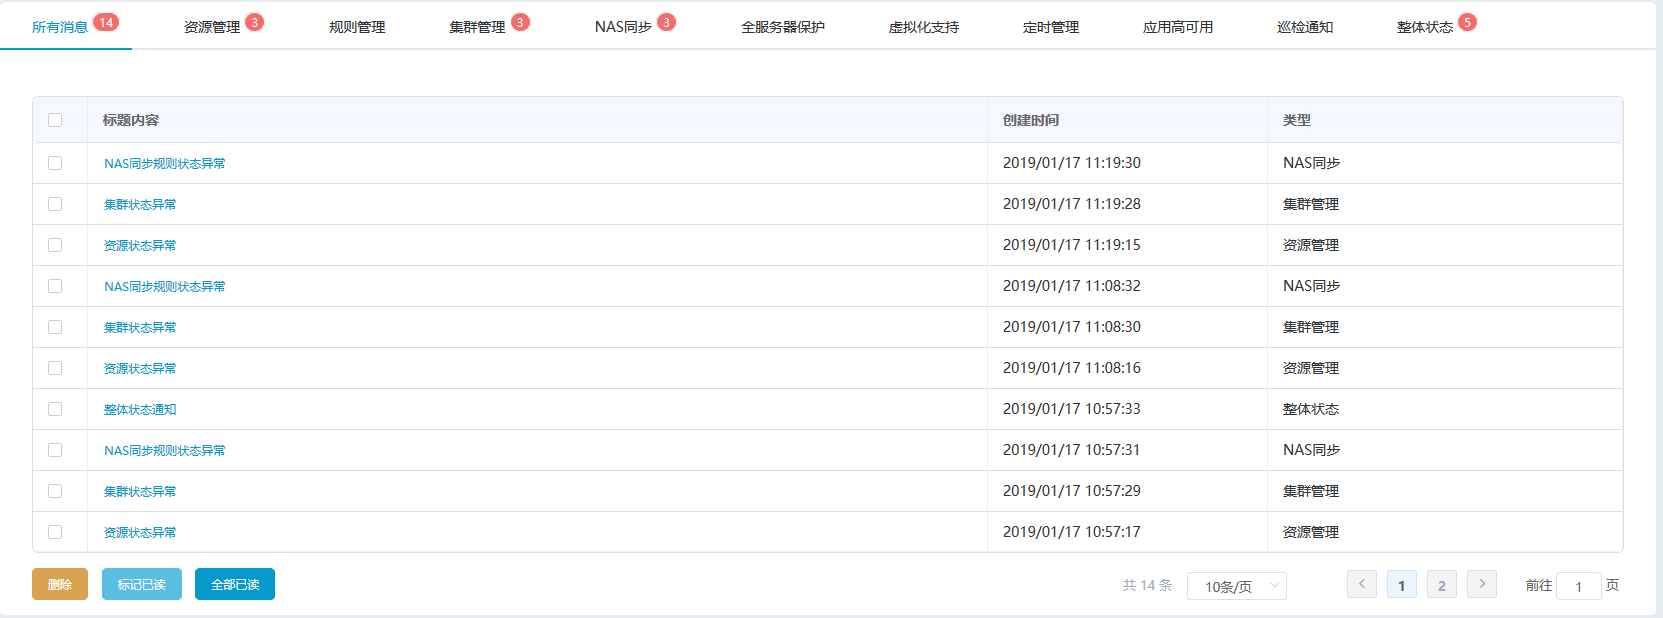 所有消息 14 资源管理 3 规则管理 集群管理 3 NAS同步 3 全服务器保护 虚拟化支持 定时管理 应用高可用 巡检通知 整体状态 5
标题内容 创建时间 类型
NAS同步规则状态异常 2019/01/17 11:19:30 NAS同步
集群状态异常 2019/01/17 11:19:28 集群管理
资源状态异常 2019/01/17 11:19:15 资源管理
NAS同步规则状态异常 2019/01/17 11:08:32 NAS同步
集群状态异常 2019/01/17 11:08:30 集群管理
资源状态异常 2019/01/17 11:08:16 资源管理
整体状态通知 2019/01/17 10:57:33 整体状态
NAS同步规则状态异常 2019/01/17 10:57:31 NAS同步
集群状态异常 2019/01/17 10:57:29 集群管理
资源状态异常 2019/01/17 10:57:17 资源管理
删除 标记已读 全部已读 共 14 条 10条/页 1 2 前往 1 页